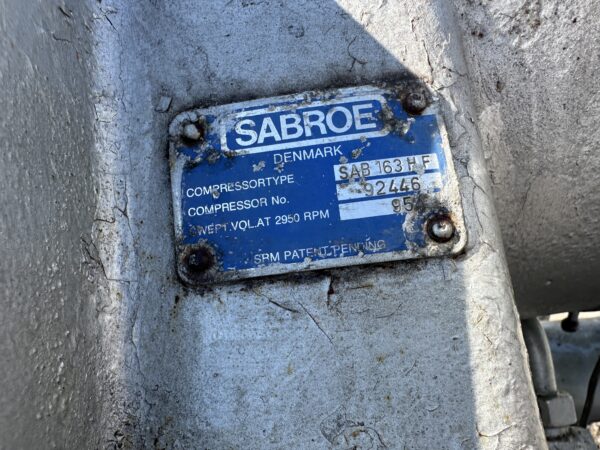 SABROE
DENMARK
COMPRESSORTYPE SAB 163 H F
COMPRESSOR No. 92446
SWEPT VOL. AT 2950 RPM
SRM PATENT PENDING